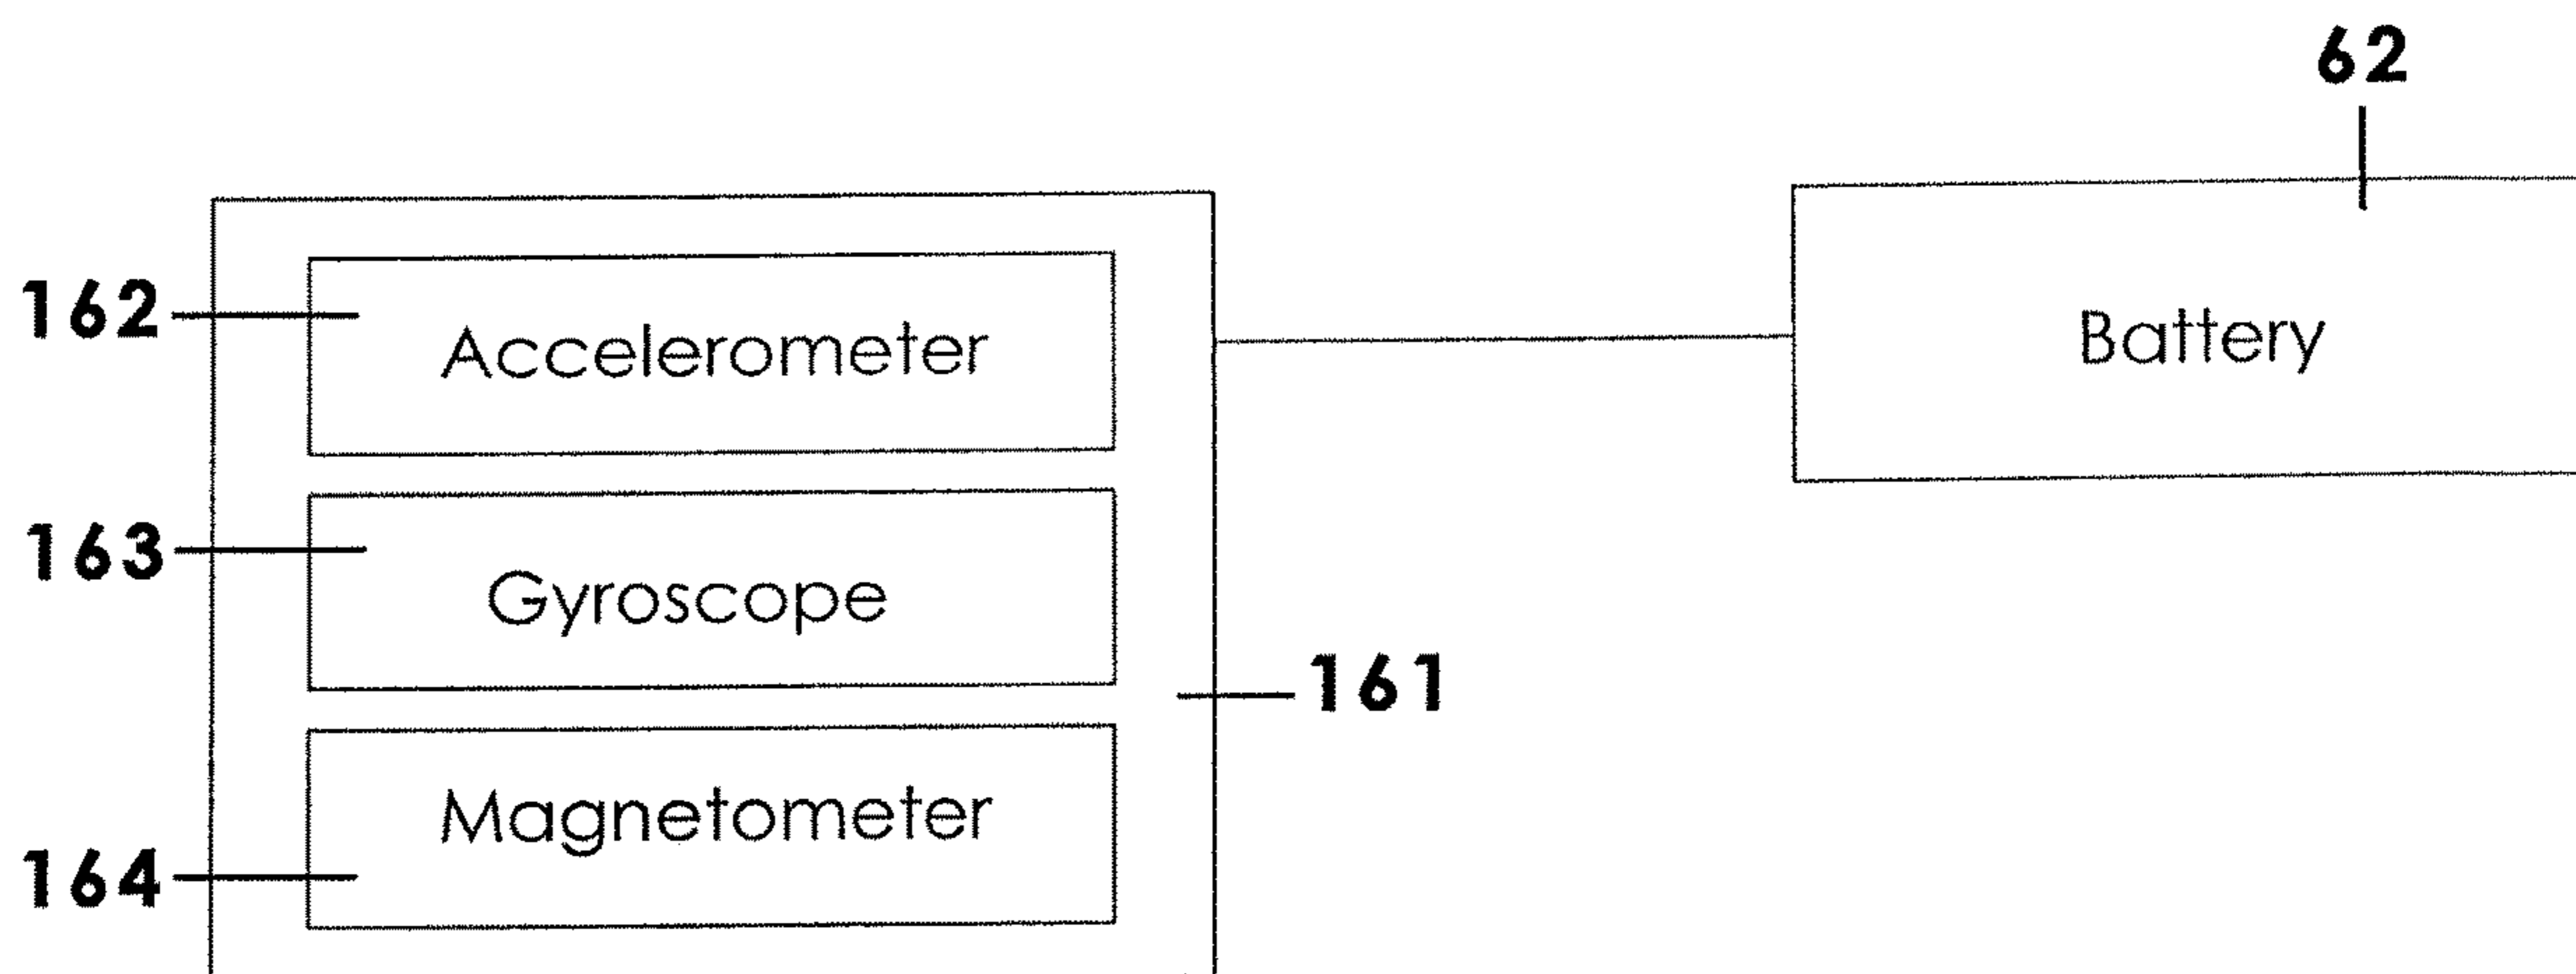 62
162
Accelerometer
Battery
163
Gyroscope
161
Magnetometer
164